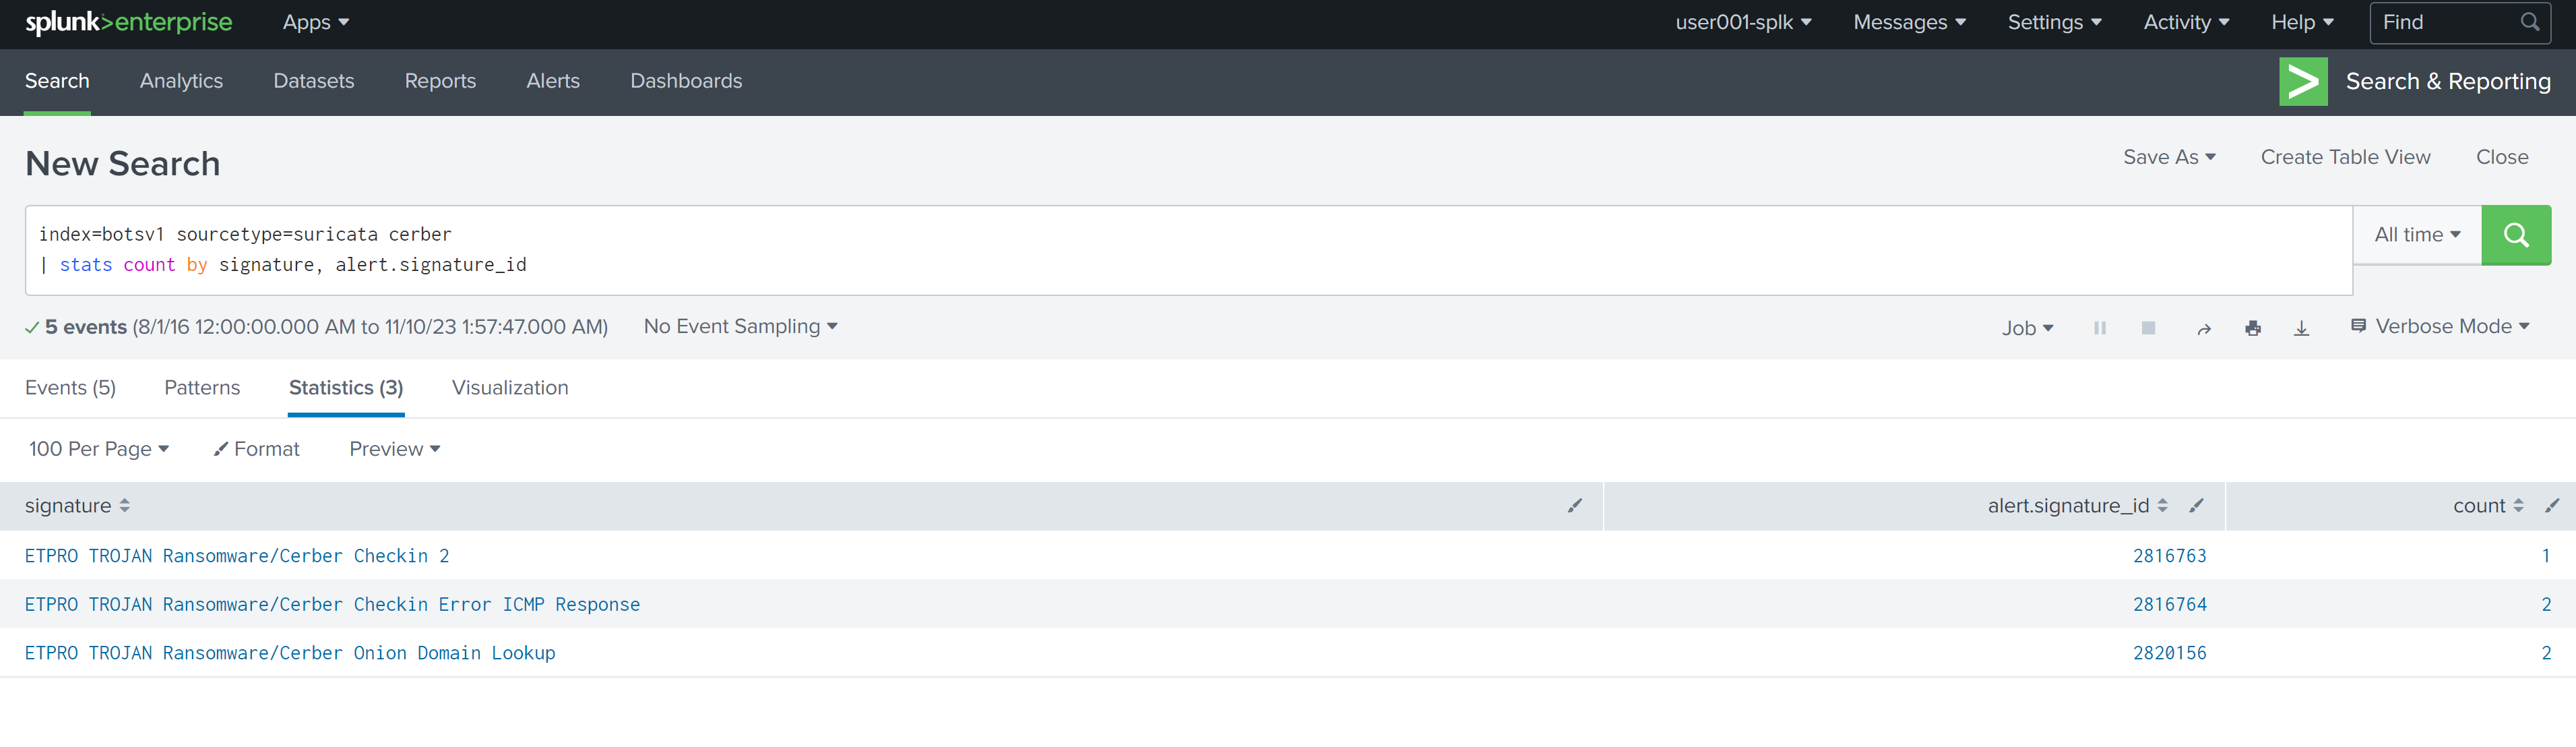 splunk>enterprise Apps user001-splk Messages Settings Activity Help Find
Search Analytics Datasets Reports Alerts Dashboards Search & Reporting
New Search Save As Create Table View Close
index=botsv1 sourcetype=suricata cerber All time
| stats count by signature, alert.signature_id
5 events (8/1/16 12:00:00.000 AM to 11/10/23 1:57:47.000 AM) No Event Sampling Job Verbose Mode
Events (5) Patterns Statistics (3) Visualization
100 Per Page Format Preview
signature alert.signature_id count
ETPRO TROJAN Ransomware/Cerber Checkin 2 2816763 1
ETPRO TROJAN Ransomware/Cerber Checkin Error ICMP Response 2816764 2
ETPRO TROJAN Ransomware/Cerber Onion Domain Lookup 2820156 2